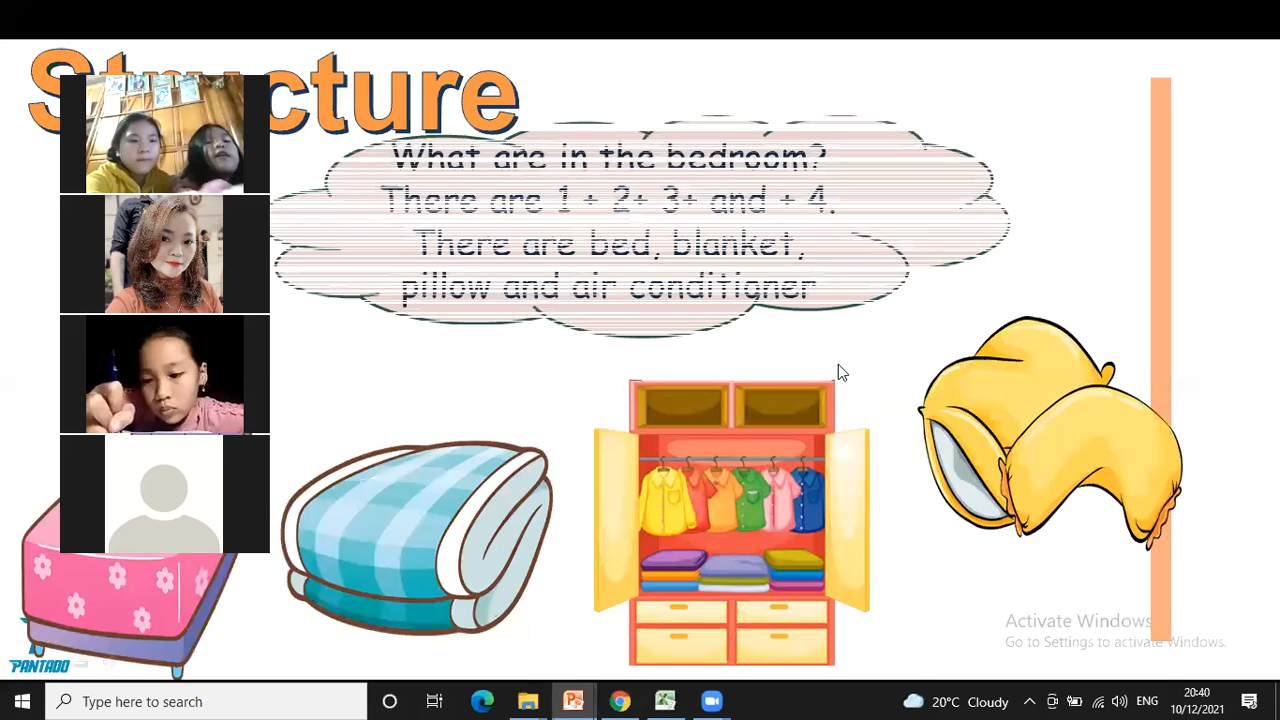 Structure
What are in the bedroom?
There are 1 + 2+ 3+ and + 4.
There are bed, blanket,
pillow and air conditioner
Activate Windows
Go to Settings to activate Windows.
PANTADO
Type here to search
20°C Cloudy
ENG
20:40
10/12/2021